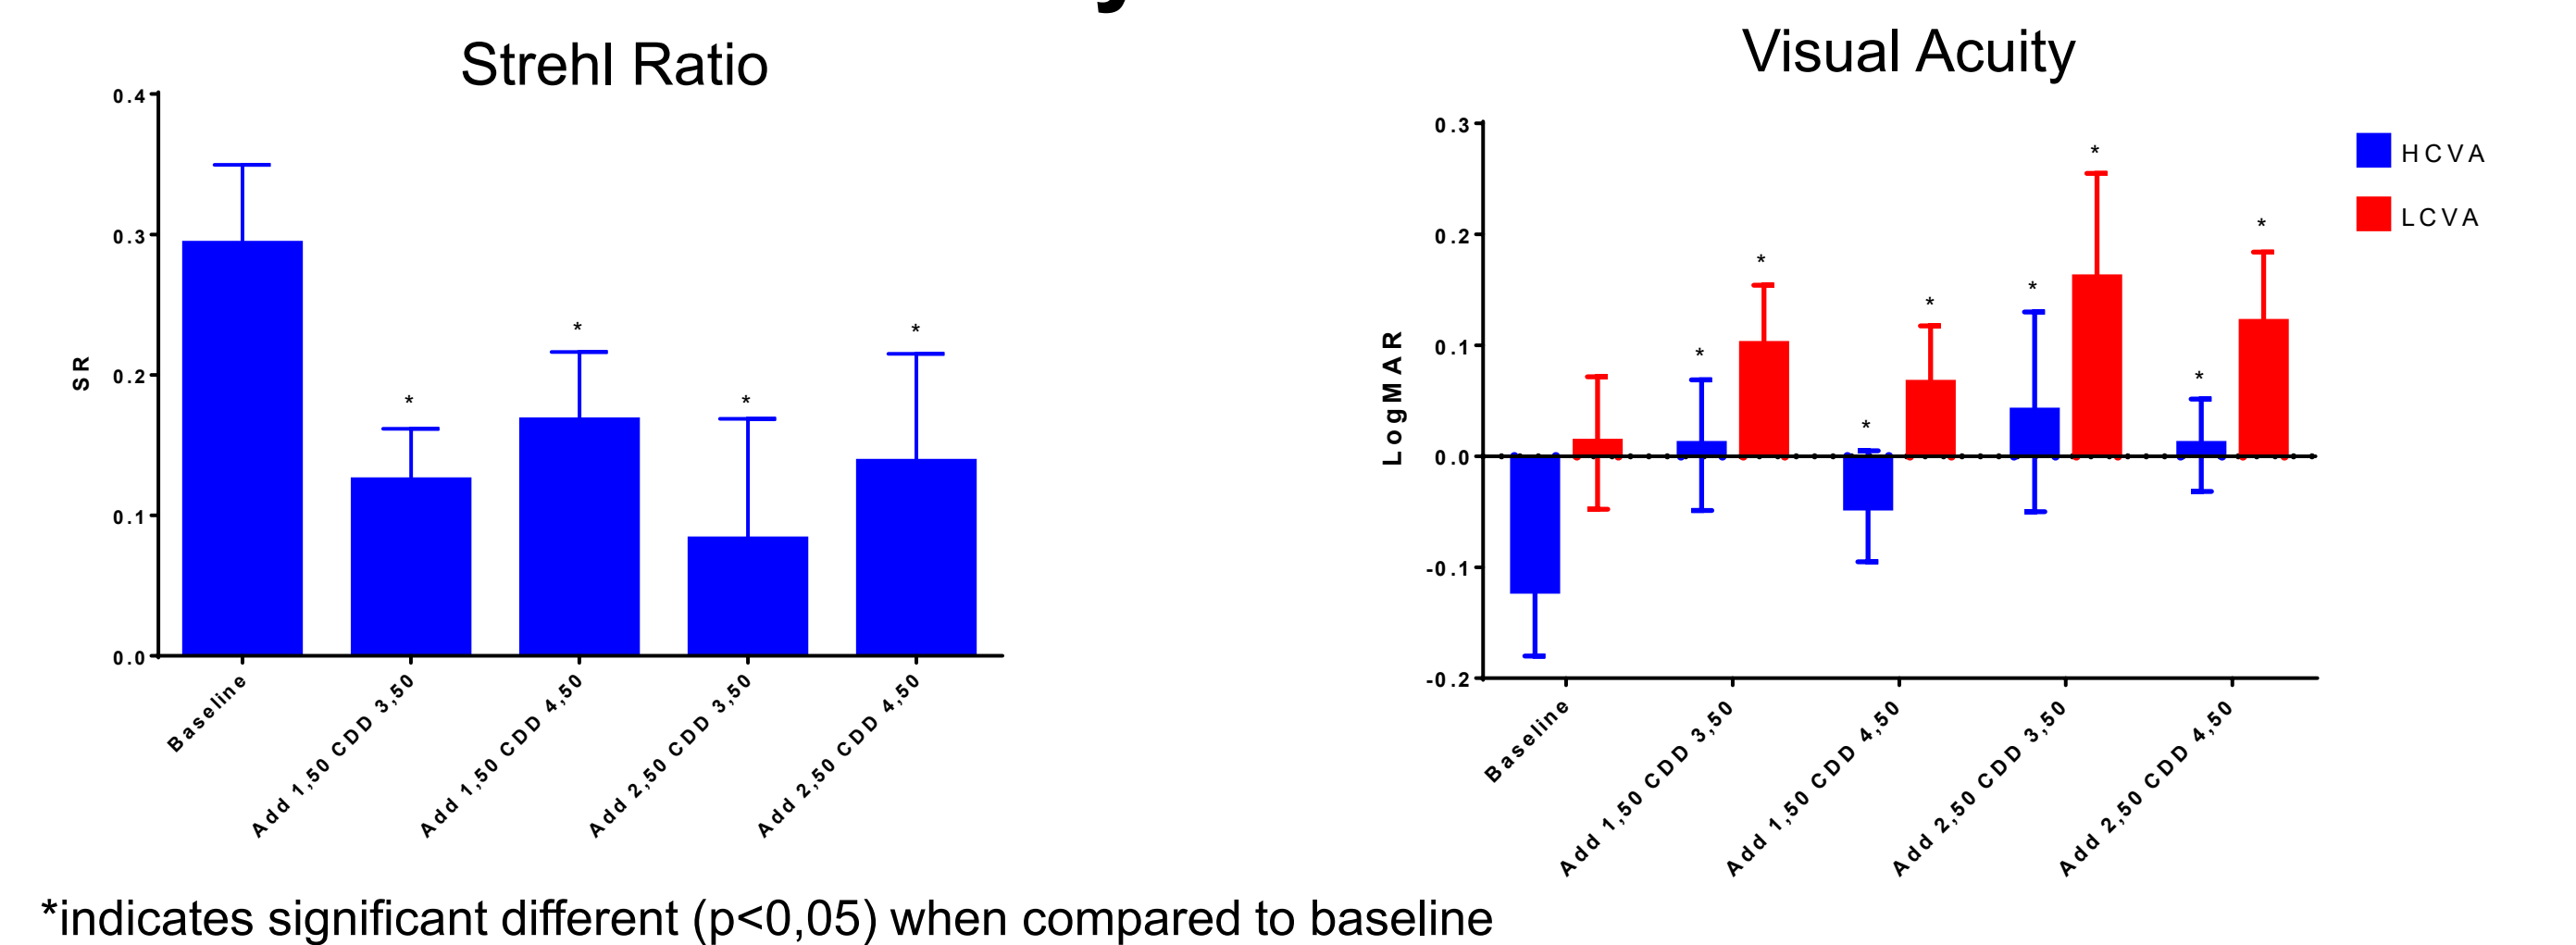 Strehl Ratio
0.4
0.3
0.2
0.1
0.0
SR
*
*
*
*
Baseline
Add 1,50 CDD 3,50
Add 1,50 CDD 4,50
Add 2,50 CDD 3,50
Add 2,50 CDD 4,50
Visual Acuity
0.3
0.2
0.1
0.0
-0.1
-0.2
LogMAR
*
*
*
*
*
*
*
*
Baseline
Add 1,50 CDD 3,50
Add 1,50 CDD 4,50
Add 2,50 CDD 3,50
Add 2,50 CDD 4,50
HCVA
LCVA
*indicates significant different (p<0,05) when compared to baseline